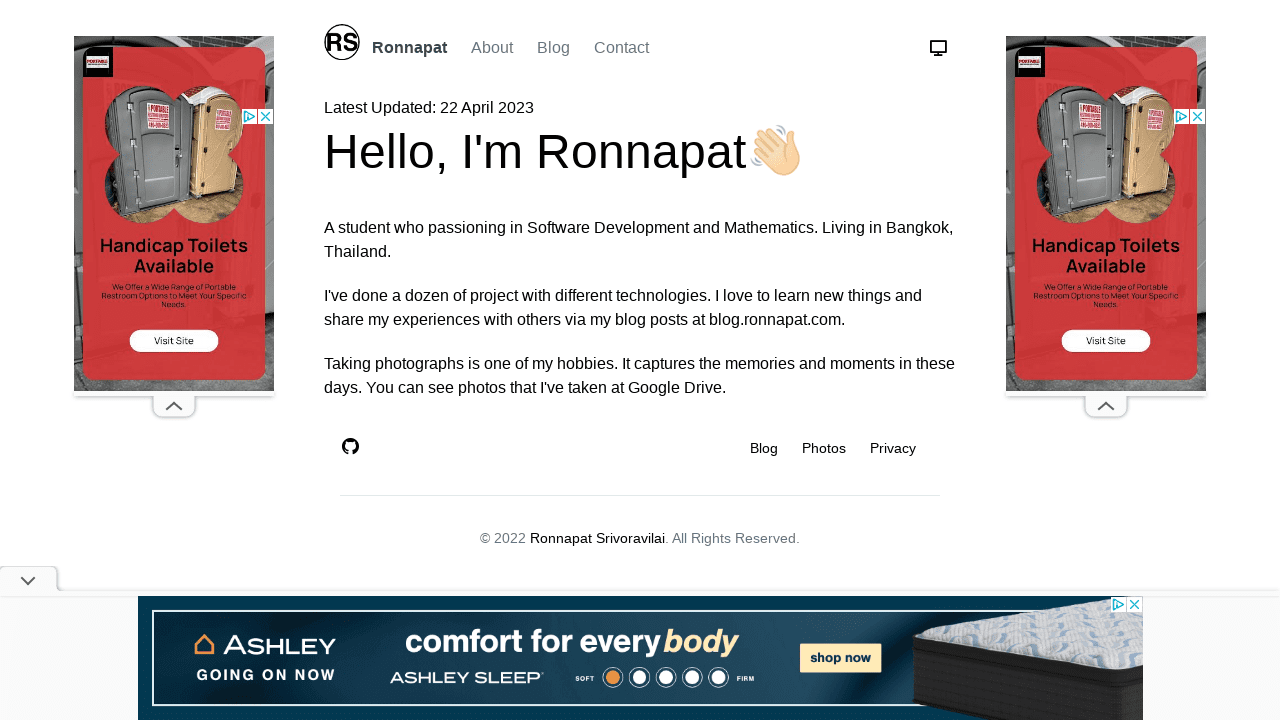 RS Ronnapat About Blog Contact
Latest Updated: 22 April 2023
Hello, I'm Ronnapat
A student who passioning in Software Development and Mathematics. Living in Bangkok,
Thailand.
I've done a dozen of project with different technologies. I love to learn new things and
share my experiences with others via my blog posts at blog.ronnapat.com.
Taking photographs is one of my hobbies. It captures the memories and moments in these
days. You can see photos that I've taken at Google Drive.
Blog Photos Privacy
© 2022 Ronnapat Srivoravilai. All Rights Reserved.
PORTABLE
Handicap Toilets
Available
We Offer a Wide Range of Portable
Restroom Options to Meet Your Specific
Needs.
Visit Site
PORTABLE
Handicap Toilets
Available
We Offer a Wide Range of Portable
Restroom Options to Meet Your Specific
Needs.
Visit Site
ASHLEY
GOING ON NOW
comfort for every body
ASHLEY SLEEP
SOFT FIRM
shop now